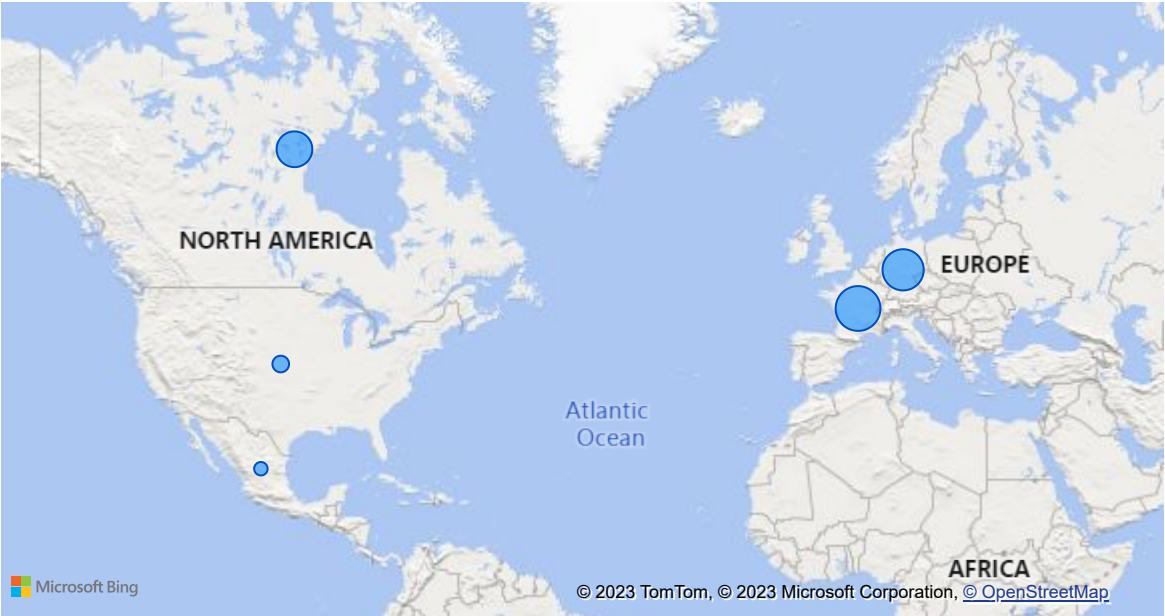 NORTH AMERICA
EUROPE
Atlantic
Ocean
AFRICA
Microsoft Bing
© 2023 TomTom, © 2023 Microsoft Corporation, © OpenStreetMap